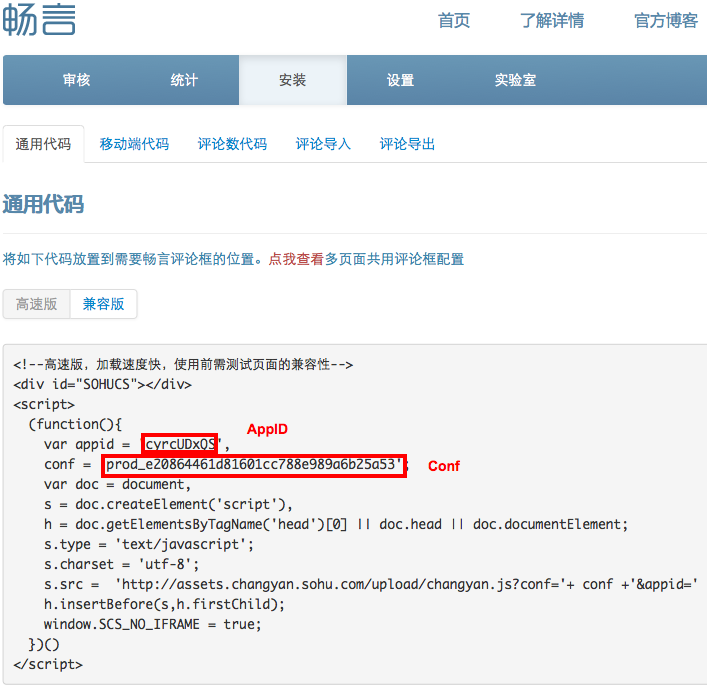 畅言
首页 了解详情 官方博客
审核 统计 安装 设置 实验室
通用代码 移动端代码 评论数代码 评论导入 评论导出
通用代码
将如下代码放置到需要畅言评论框的位置。点我查看多页面共用评论框配置
高速版 兼容版
<!--高速版，加载速度快，使用前需测试页面的兼容性-->
<div id="SOHUCS"></div>
<script>
(function(){
AppID
var appid = 'cyrcUDxQS',
conf = 'prod_e20864461d81601cc788e989a6b25a53'; Conf
var doc = document,
s = doc.createElement('script'),
h = doc.getElementsByTagName('head')[0] || doc.head || doc.documentElement;
s.type = 'text/javascript';
s.charset = 'utf-8';
s.src =  'http://assets.changyan.sohu.com/upload/changyan.js?conf='+ conf +'&appid='
h.insertBefore(s,h.firstChild);
window.SCS_NO_IFRAME = true;
})()
</script>